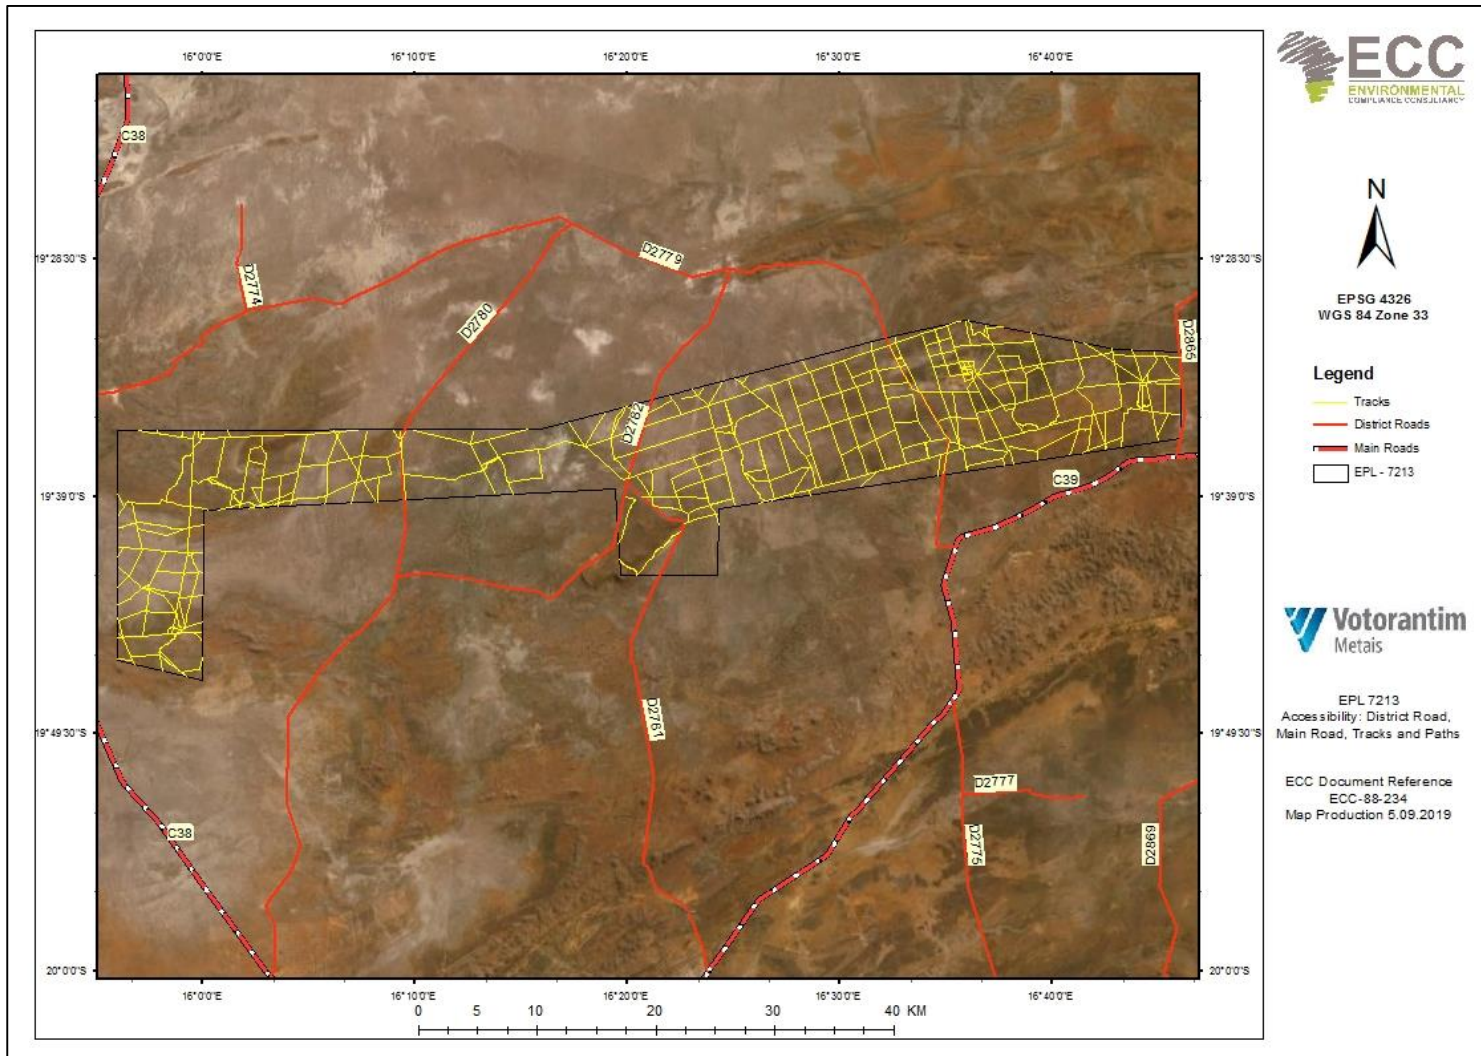 16°0'0"E 16°10'0"E 16°20'0"E 16°30'0"E 16°40'0"E
ECC
ENVIRONMENTAL
COMPLIANCE CONSULTANCY
C38
N
D2779
19°28'30"S 19°28'30"S
D2774
D2780
EPSG 4326
WGS 84 Zone 33
D2865
Legend
Tracks
District Roads
Main Roads
EPL - 7213
D2782
C39
19°39'0"S 19°39'0"S
Votorantim
Metais
EPL 7213
Accessibility: District Road,
Main Road, Tracks and Paths
D2761
19°49'30"S 19°49'30"S
D2777
ECC Document Reference
ECC-88-234
Map Production 5.09.2019
C38
D2775
D2869
20°0'0"S 20°0'0"S
16°0'0"E 16°10'0"E 16°20'0"E 16°30'0"E 16°40'0"E
0 5 10 20 30 40 KM